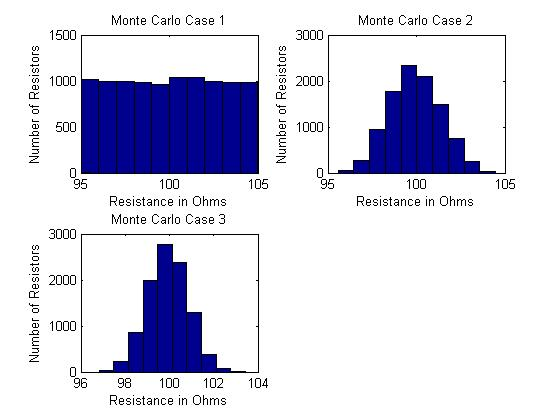 Monte Carlo Case 1
1500
1000
500
0
95
100
105
Number of Resistors
Resistance in Ohms
Monte Carlo Case 2
3000
2000
1000
0
95
100
105
Number of Resistors
Resistance in Ohms
Monte Carlo Case 3
3000
2000
1000
0
96
98
100
102
104
Number of Resistors
Resistance in Ohms